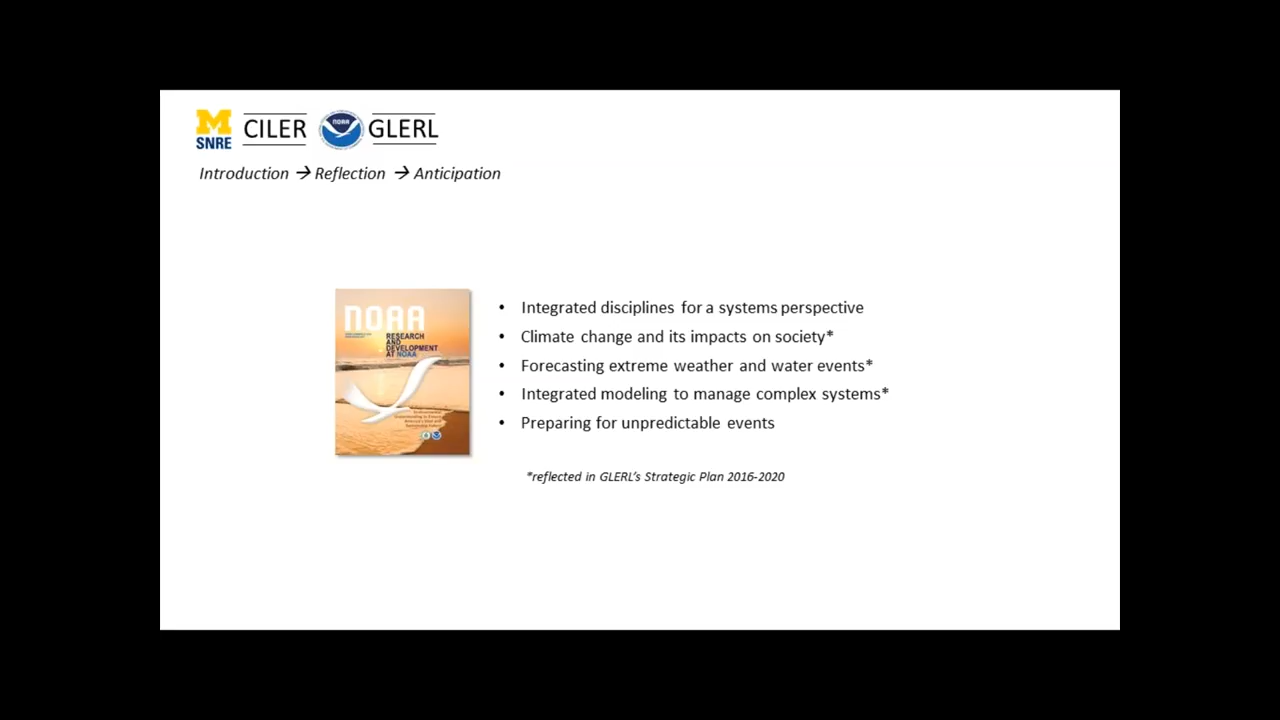 M
SNRE
CILER
NOAA
GLERL
Introduction → Reflection → Anticipation
NOAA
RESEARCH
AND
DEVELOPMENT
AT NOAA
• Integrated disciplines for a systems perspective
• Climate change and its impacts on society*
• Forecasting extreme weather and water events*
• Integrated modeling to manage complex systems*
• Preparing for unpredictable events
*reflected in GLERL's Strategic Plan 2016-2020